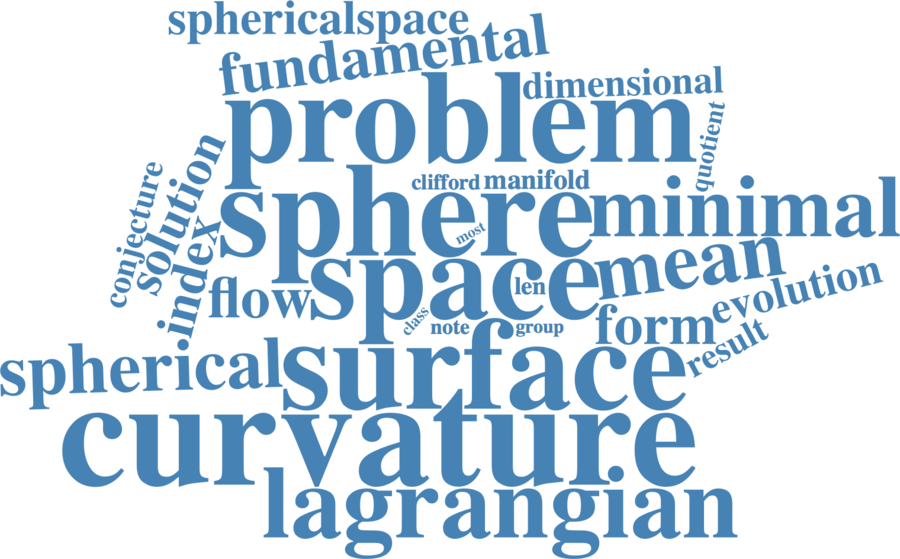 sphericalspace
fundamental
dimensional
problem
quotient
clifford
manifold
conjecture
solution
sphere
minimal
most
index
space
mean
flow
len
evolution
class
note
group
form
result
spherical
surface
curvature
lagrangian